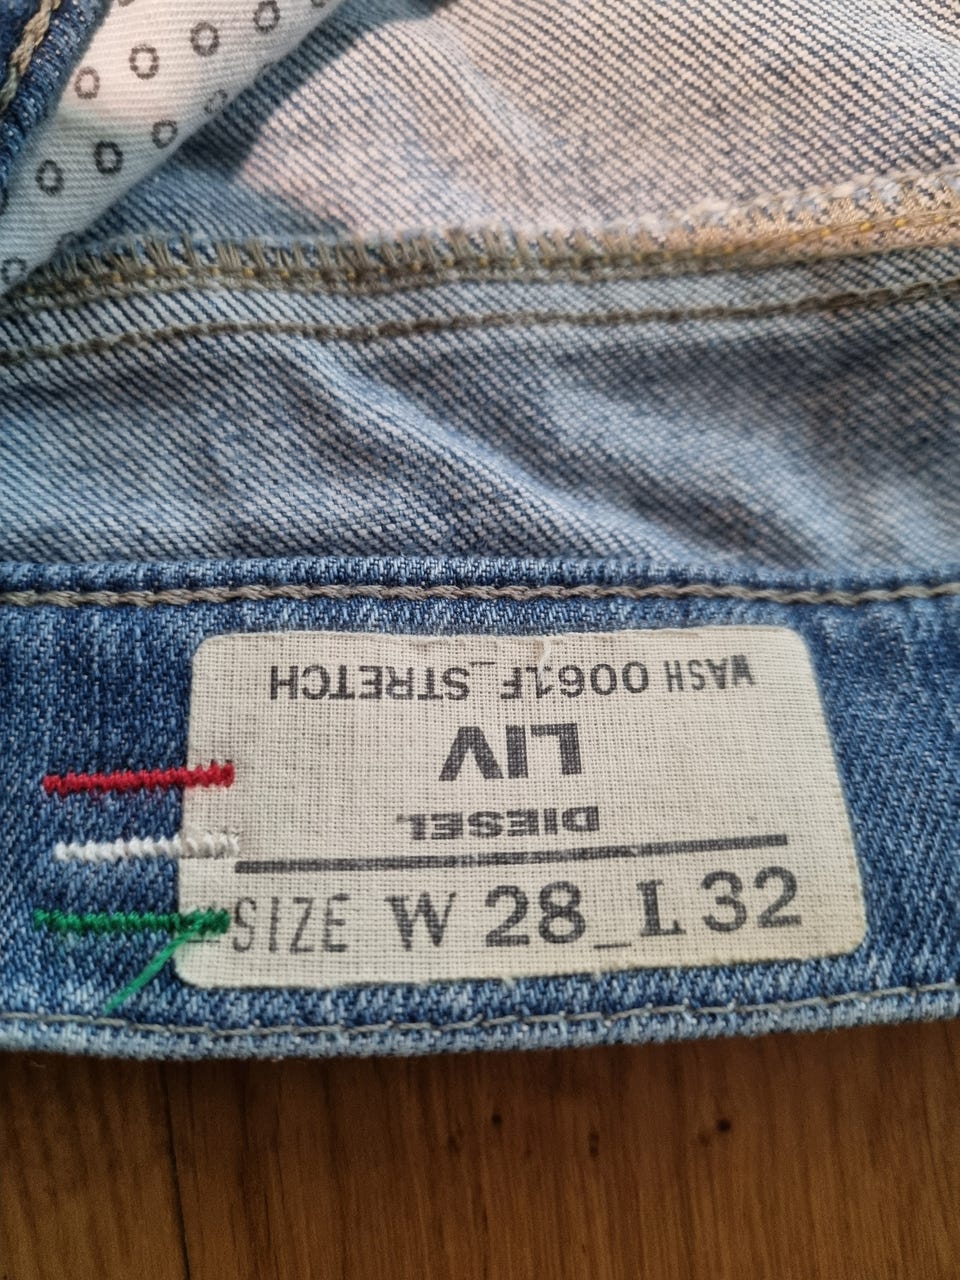 DIESEL
LIV
WASH 0061F_STRETCH
SIZE W 28_L 32